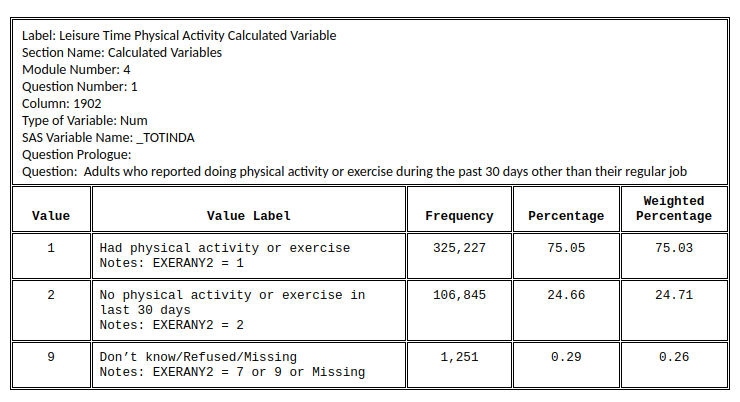 Label: Leisure Time Physical Activity Calculated Variable
Section Name: Calculated Variables
Module Number: 4
Question Number: 1
Column: 1902
Type of Variable: Num
SAS Variable Name: _TOTINDA
Question Prologue:
Question:  Adults who reported doing physical activity or exercise during the past 30 days other than their regular job
Value Value Label Frequency Percentage Weighted Percentage
1 Had physical activity or exercise 325,227 75.05 75.03
Notes: EXERANY2 = 1
2 No physical activity or exercise in 106,845 24.66 24.71
last 30 days
Notes: EXERANY2 = 2
9 Don’t know/Refused/Missing 1,251 0.29 0.26
Notes: EXERANY2 = 7 or 9 or Missing